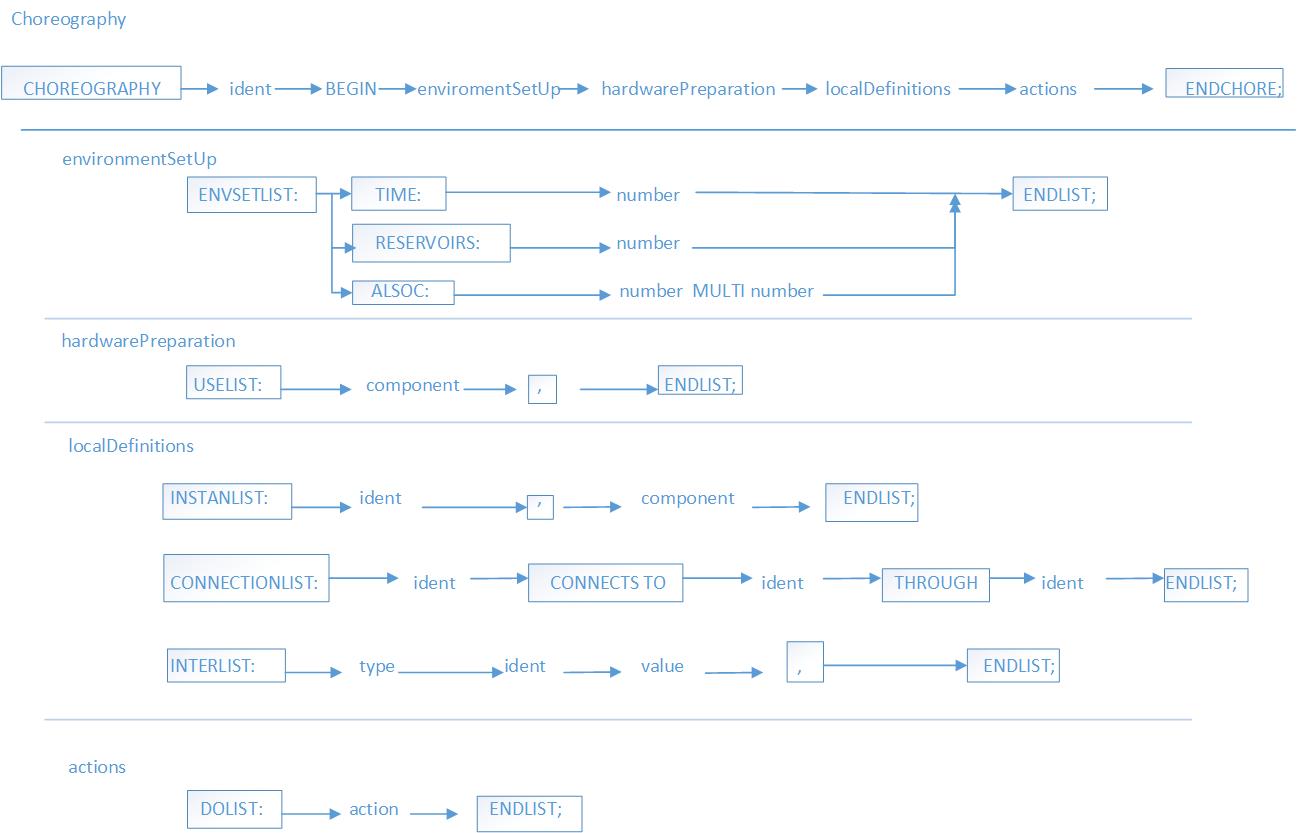 Choreography
CHOREOGRAPHY ident BEGIN enviromentSetUp hardwarePreparation localDefinitions actions ENDCHORE;
environmentSetUp
ENVSETLIST: TIME: number ENDLIST;
RESERVOIRS: number
ALSOC: number MULTI number
hardwarePreparation
USELIST: component , ENDLIST;
localDefinitions
INSTANLIST: ident , component ENDLIST;
CONNECTIONLIST: ident CONNECTS TO ident THROUGH ident ENDLIST;
INTERLIST: type ident value , ENDLIST;
actions
DOLIST: action ENDLIST;